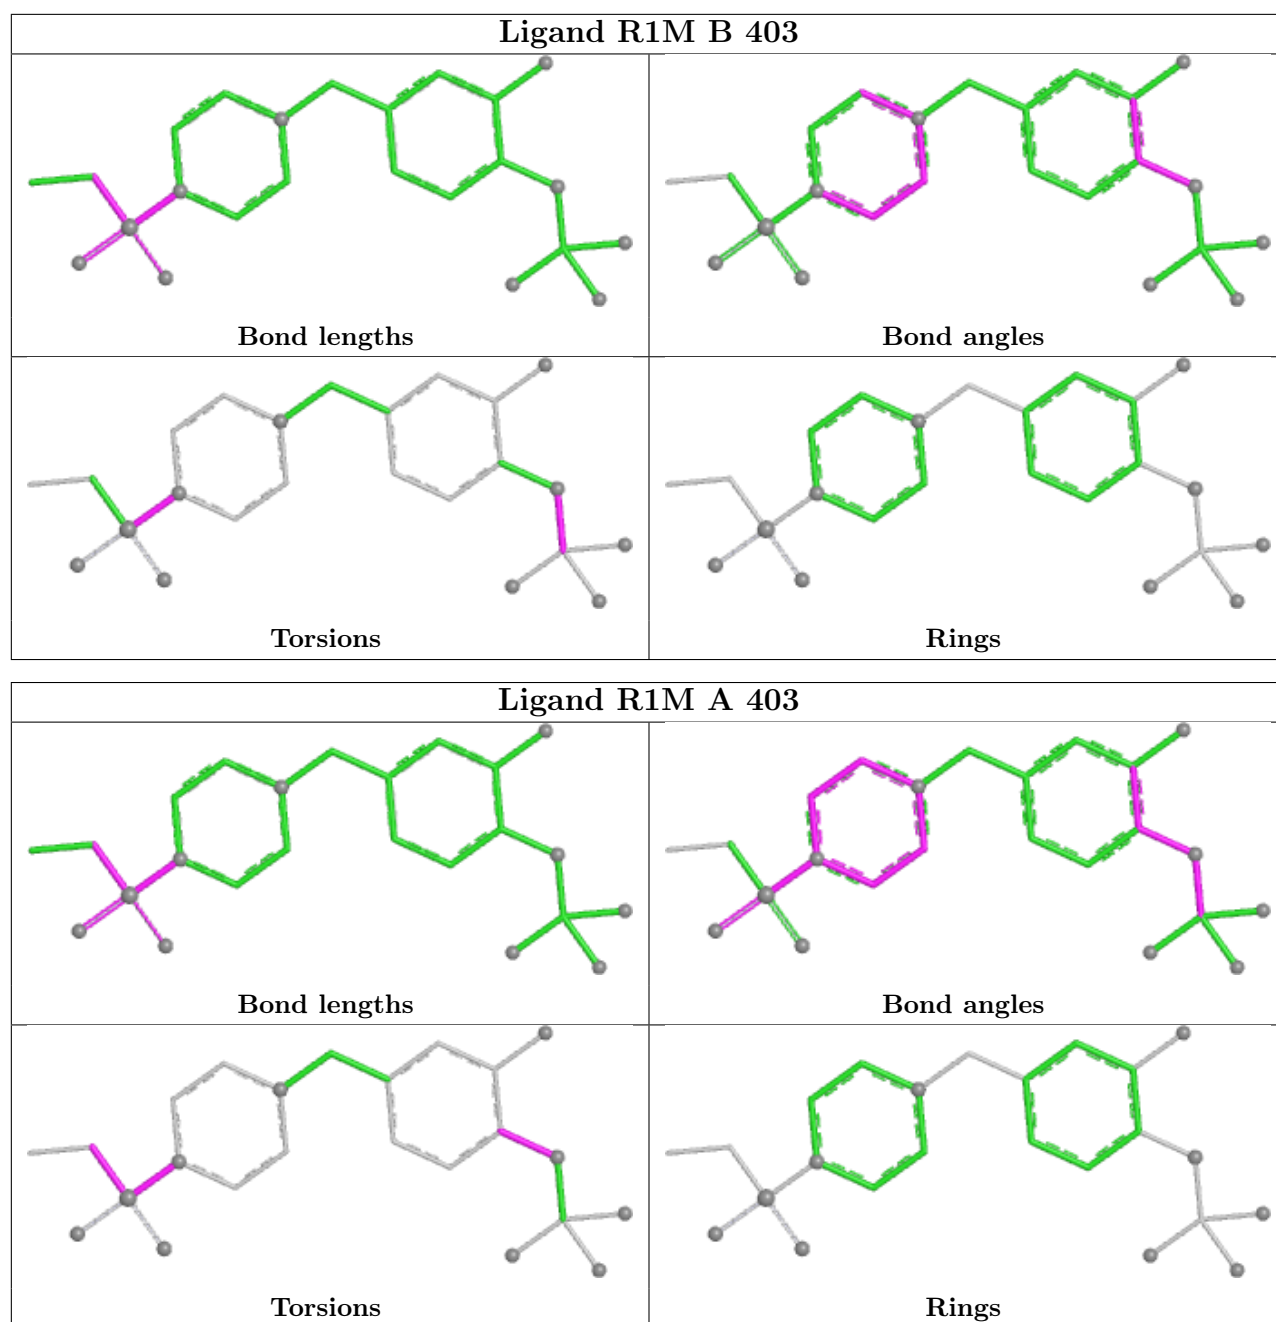 Ligand R1M B 403
Bond lengths
Bond angles
Torsions
Rings
Ligand R1M A 403
Bond lengths
Bond angles
Torsions
Rings